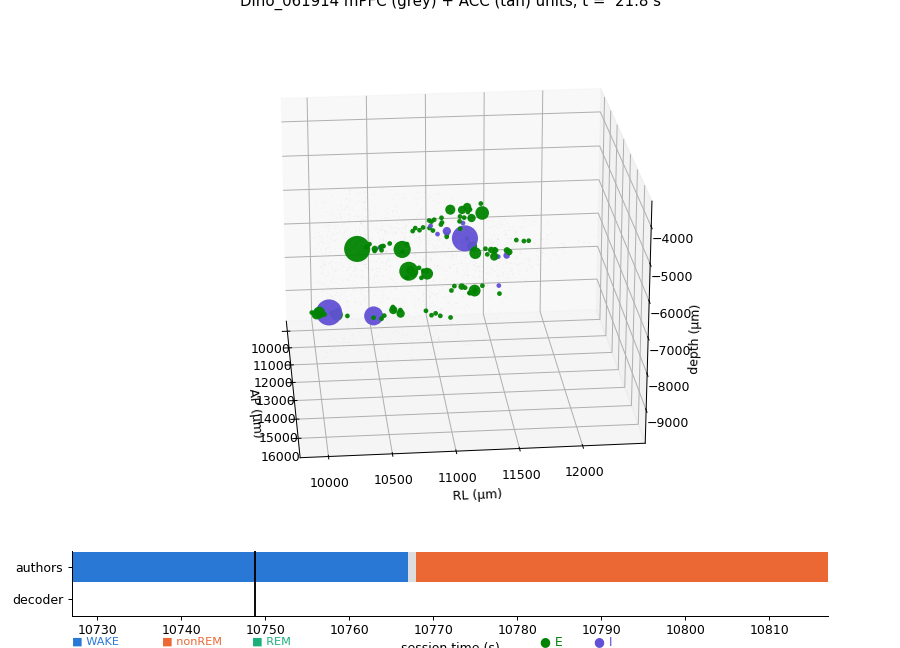 Dino_061914 mPFC (grey) + ACC (tan) units, t = 21.8 s
−4000
−5000
−6000
−7000
−8000
−9000
depth (μm)
10000
11000
12000
13000
14000
15000
16000
AP (μm)
10000
10500
11000
11500
12000
RL (μm)
authors
decoder
10730
10740
10750
10760
10770
10780
10790
10800
10810
session time (s)
WAKE
nonREM
REM
E
I